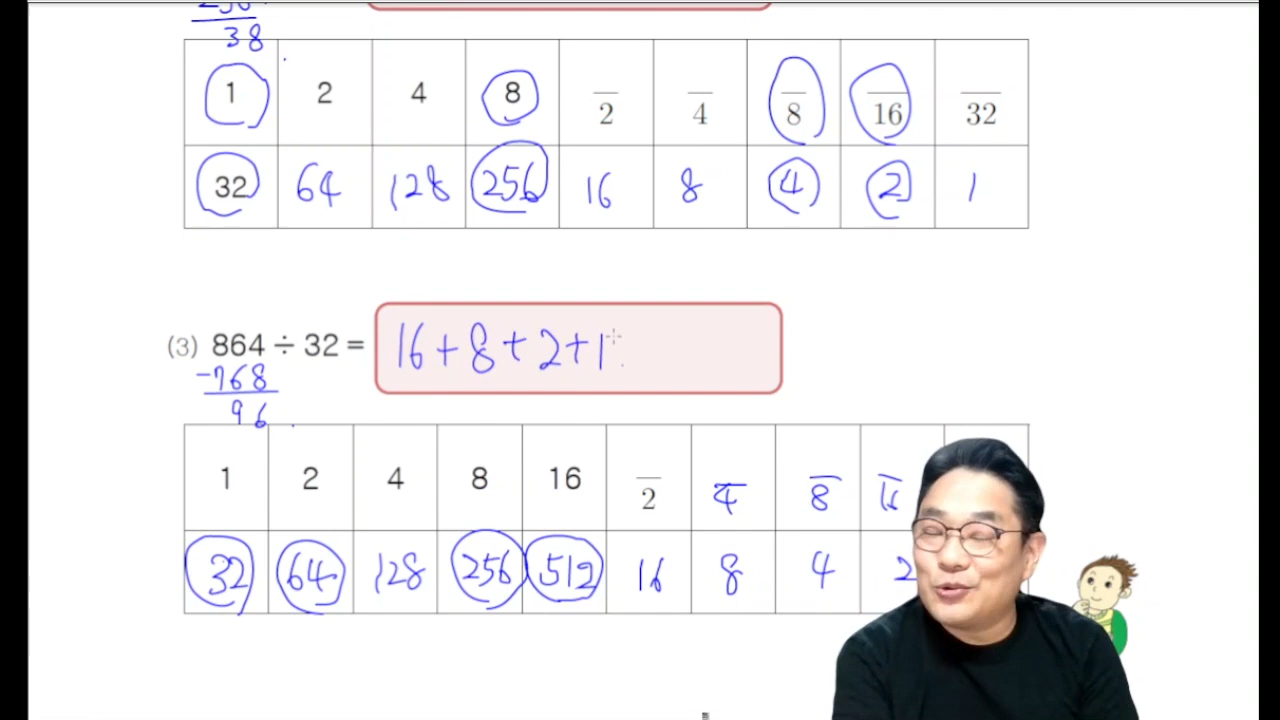 38
1 2 4 8 2 4 8 16 32
32 64 128 256 16 8 4 2 1
(3) 864 ÷ 32 = 16+8+2+1
-768
96
1 2 4 8 16 2 4 8 16
32 64 128 256 512 16 8 4 2